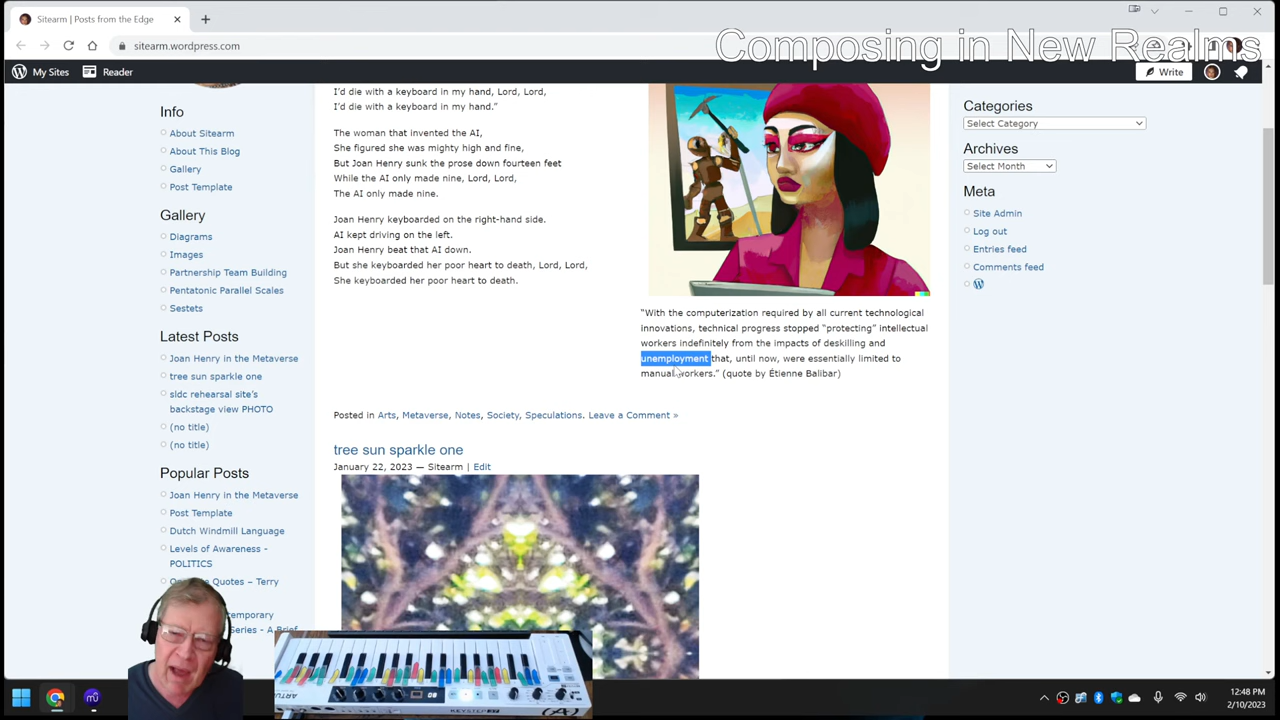 Sitearm | Posts from the Edge
Composing in New Realms
sitearm.wordpress.com
My Sites
Reader
Write
Info
About Sitearm
About This Blog
Gallery
Post Template
Gallery
Diagrams
Images
Partnership Team Building
Pentatonic Parallel Scales
Sestets
Latest Posts
Joan Henry in the Metaverse
tree sun sparkle one
sldc rehearsal site’s
backstage view PHOTO
(no title)
(no title)
Popular Posts
Joan Henry in the Metaverse
Post Template
Dutch Windmill Language
Levels of Awareness -
POLITICS
Quotes – Terry
Series - A Brief
I’d die with a keyboard in my hand, Lord, Lord,
I’d die with a keyboard in my hand.”
The woman that invented the AI,
She figured she was mighty high and fine,
But Joan Henry sunk the prose down fourteen feet
While the AI only made nine, Lord, Lord,
The AI only made nine.
Joan Henry keyboarded on the right-hand side.
AI kept driving on the left.
Joan Henry beat that AI down.
But she keyboarded her poor heart to death, Lord, Lord,
She keyboarded her poor heart to death.
“With the computerization required by all current technological
innovations, technical progress stopped “protecting” intellectual
workers indefinitely from the impacts of deskilling and
unemployment that, until now, were essentially limited to
manual workers.” (quote by Étienne Balibar)
Posted in Arts, Metaverse, Notes, Society, Speculations. Leave a Comment »
tree sun sparkle one
January 22, 2023 — Sitearm | Edit
Categories
Select Category
Archives
Select Month
Meta
Site Admin
Log out
Entries feed
Comments feed
ARTURIA
KEYSTEP 37
12:48 PM
2/10/2023